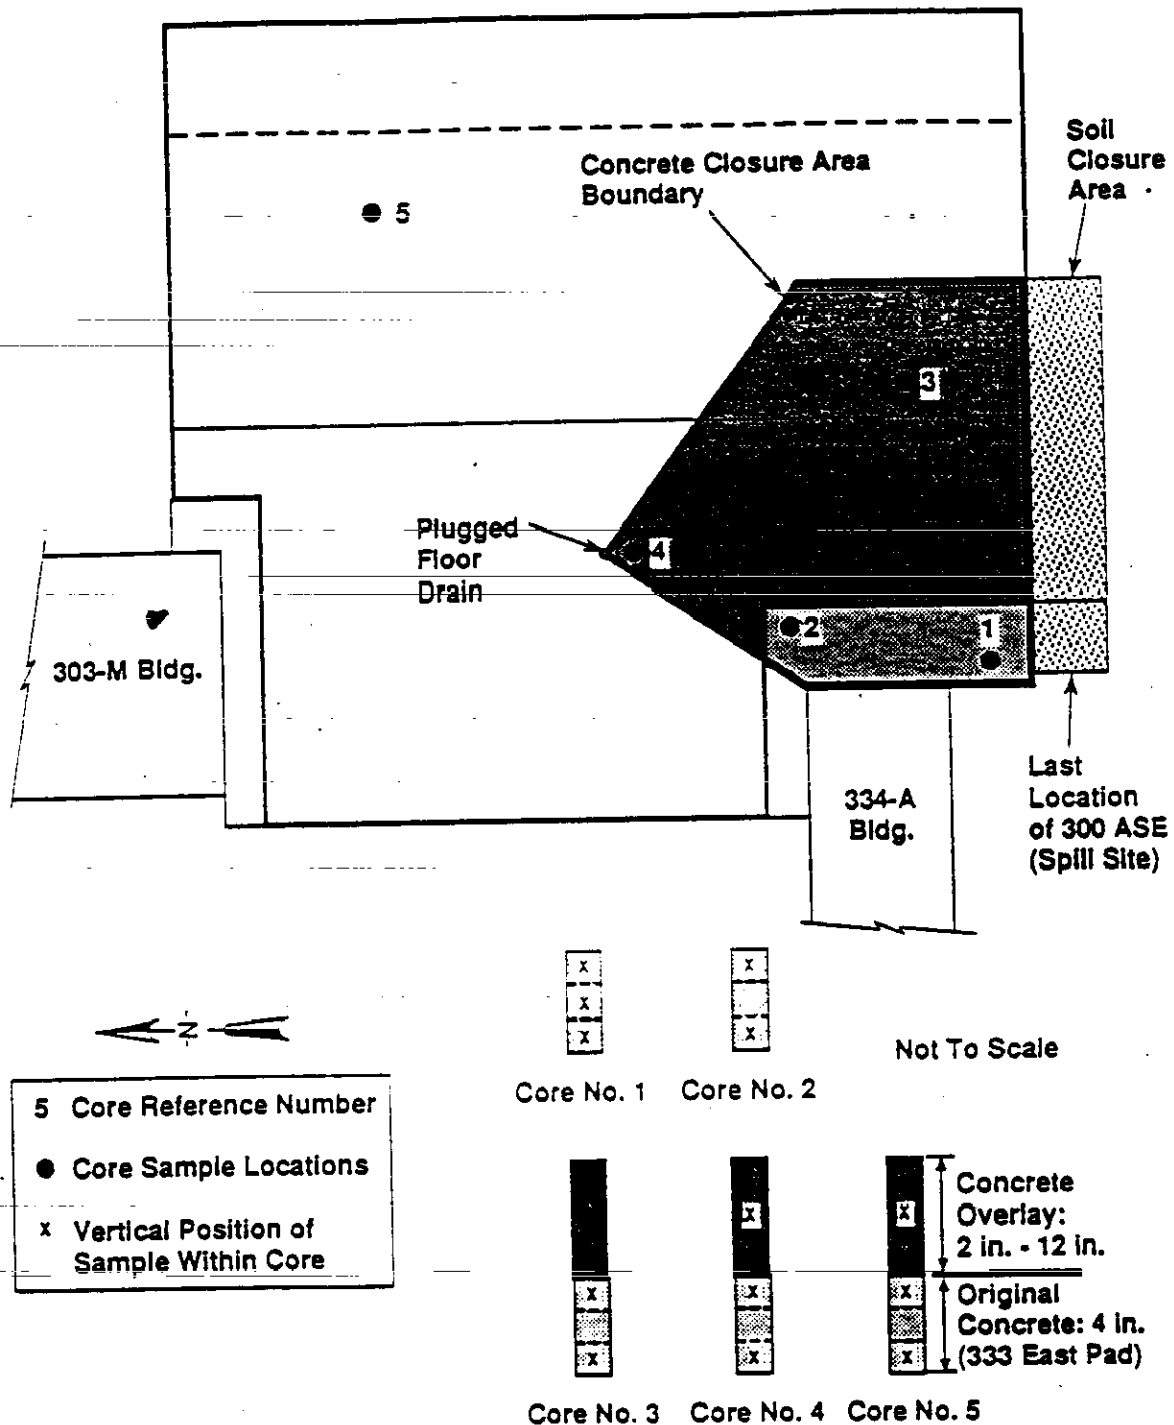 Soil
Closure
Area
Concrete Closure Area
Boundary
5
3
Plugged
Floor
Drain
4
2
1
303-M Bldg.
334-A
Bldg.
Last
Location
of 300 ASE
(Spill Site)
x
x
x
x
x
N
Not To Scale
Core No. 1
Core No. 2
5 Core Reference Number
● Core Sample Locations
x Vertical Position of
Sample Within Core
x
x
Concrete
Overlay:
2 in. - 12 in.
x
x
x
x
x
x
Original
Concrete: 4 in.
(333 East Pad)
Core No. 3
Core No. 4
Core No. 5